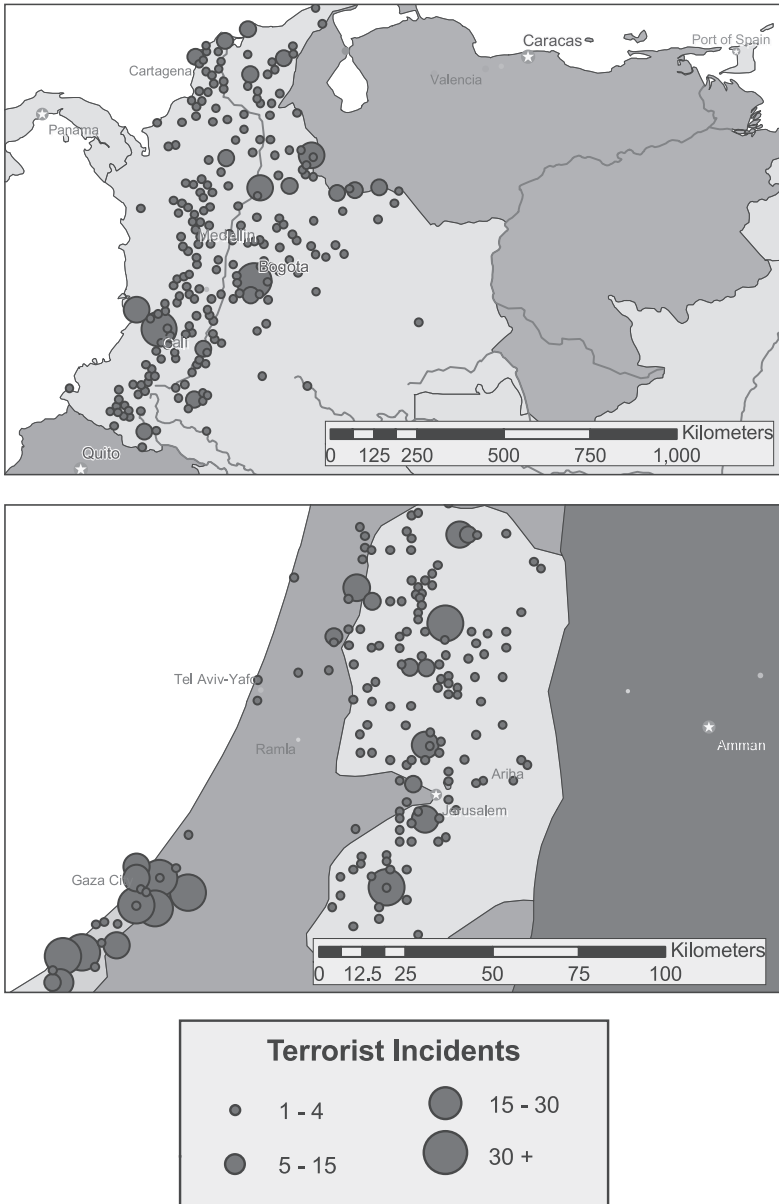 Caracas
Port of Spain
Cartagena
Valencia
Panama
Medellin
Bogota
Cali
Quito
Kilometers
0 125 250 500 750 1,000
Tel Aviv-Yafo
Ramla
Amman
Ariha
Jerusalem
Gaza Ci
Kilometers
0 12.5 25 50 75 100
Terrorist Incidents
1 - 4
15 - 30
5 - 15
30 +